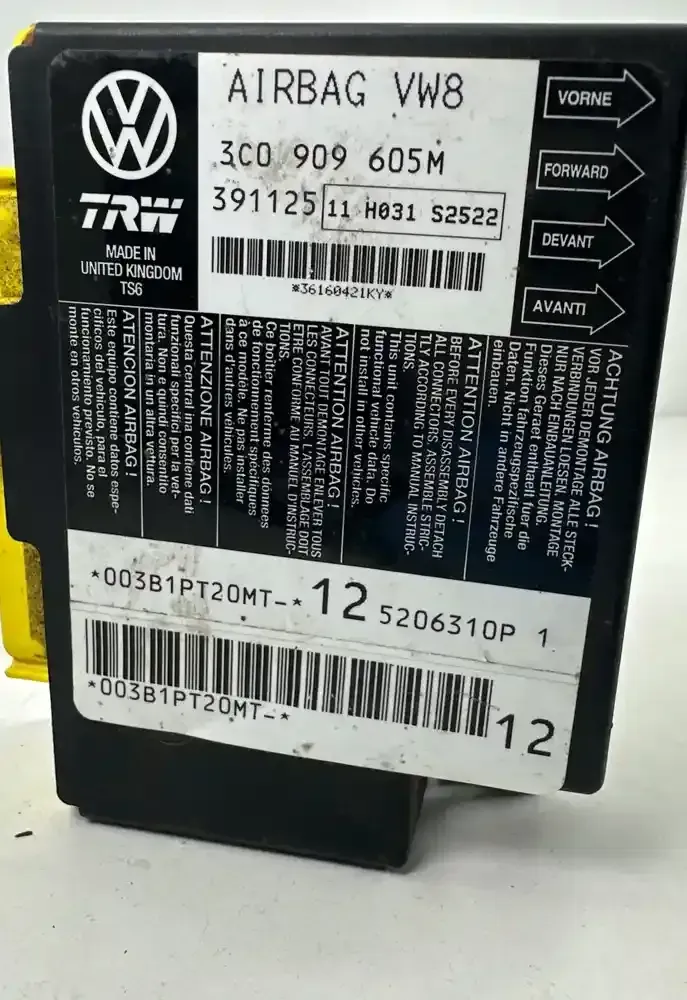 AIRBAG VW8
3C0 909 605M
391125 11 H031 S2522
*36160421KY*
TRW
MADE IN
UNITED KINGDOM
TS6
VORNE
FORWARD
DEVANT
AVANTI
ACHTUNG AIRBAG !
VOR JEDER DEMONTAGE ALLE STECK-
VERBINDUNGEN LOESEN. MONTAGE
NUR NACH EINBAUANLEITUNG.
Dieses Geraet enthaelt fuer die
Funktion fahrzeugspezifische
Daten. Nicht in andere Fahrzeuge
einbauen.
ATTENTION AIRBAG !
BEFORE EVERY DISASSEMBLY DETACH
ALL CONNECTORS, ASSEMBLE STRIC-
TLY ACCORDING TO MANUAL INSTRUC-
TIONS.
This unit contains specific
functional vehicle data. Do
not install in other vehicles.
ATTENTION AIRBAG !
AVANT TOUT DEMONTAGE ENLEVER TOUS
LES CONNECTEURS. L'ASSEMBLAGE DOIT
ETRE CONFORME AU MANUEL D'INSTRUC-
TIONS.
Ce boîtier renferme des données
de fonctionnement spécifiques
à ce modèle. Ne pas installer
dans d'autres véhicules.
ATTENZIONE AIRBAG !
Questa central ina contiene dati
funzionali specifici per la vet-
tura. Non e quindi consentito
montarla in un altra vettura.
ATENCION AIRBAG !
Este equipo contiene datos espe-
cíficos del vehículo, para el
funcionamiento previsto. No se
monte en otros vehículos.
*003B1PT20MT-* 12 5206310P 1
*003B1PT20MT-*
12